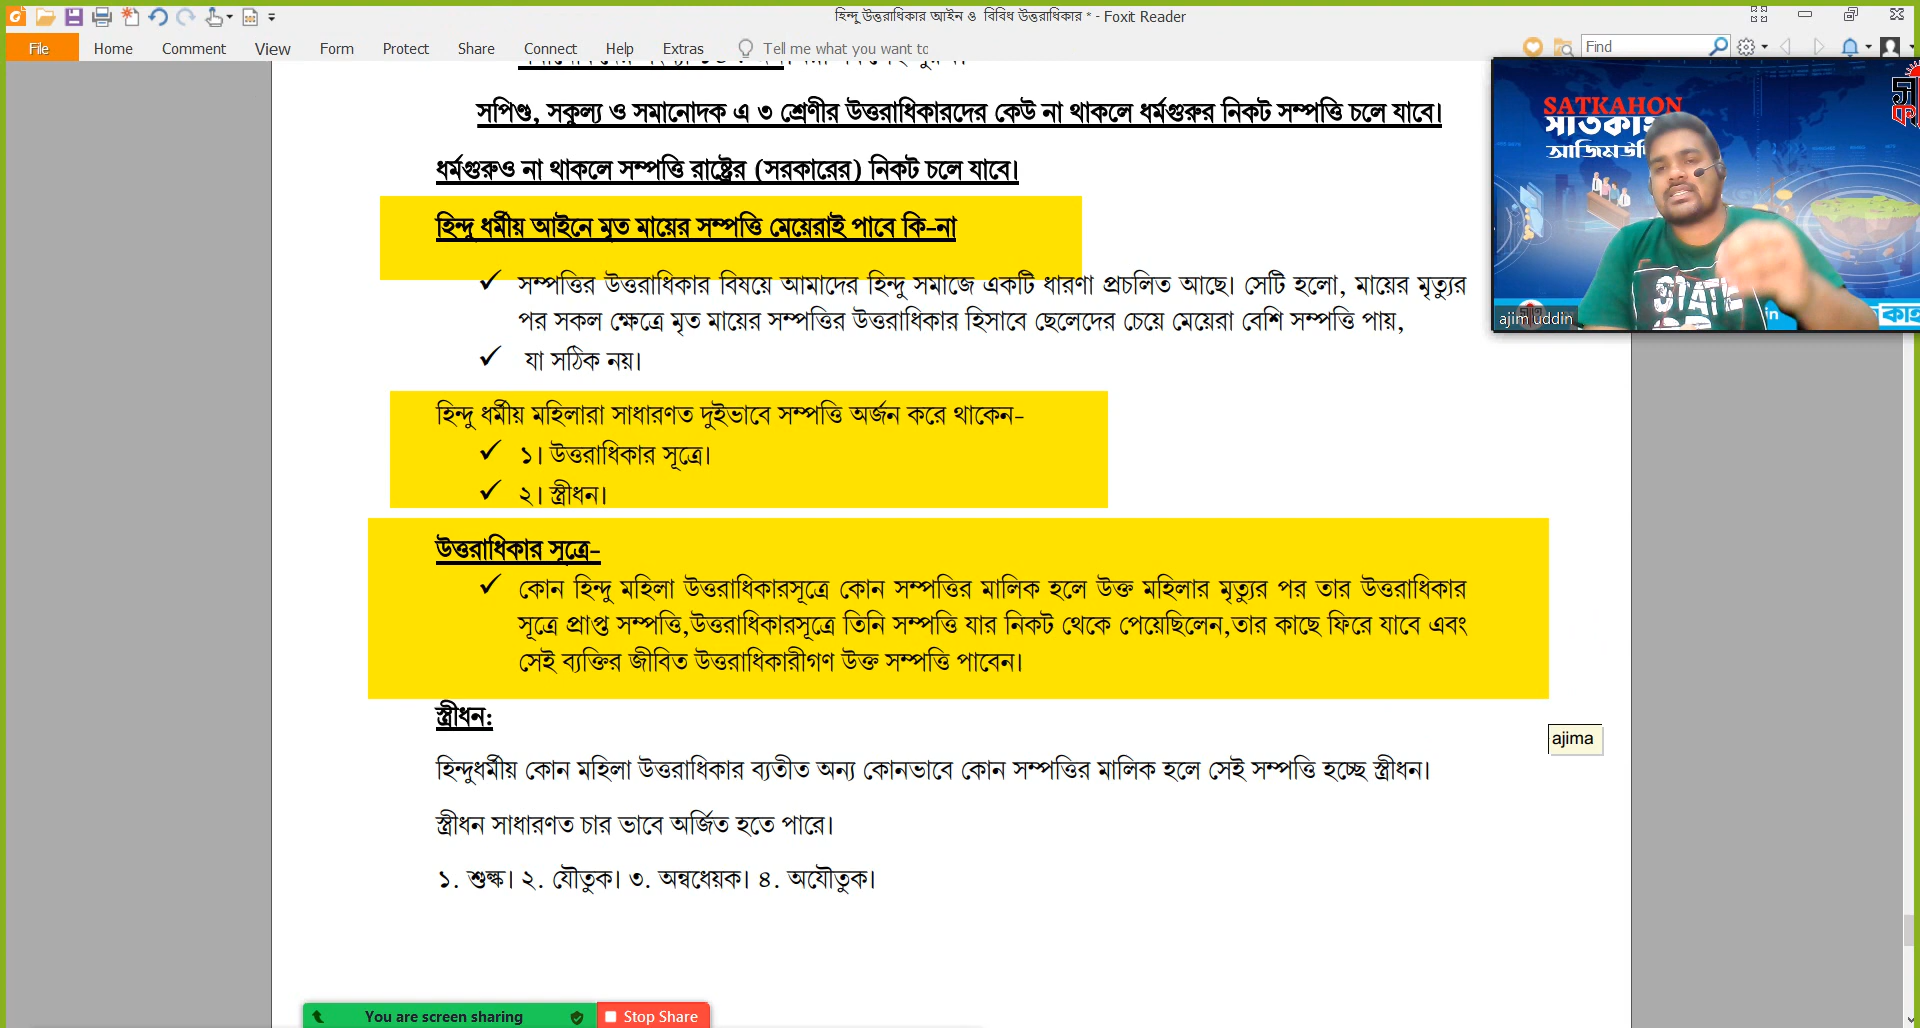 হিন্দু উত্তরাধিকার আইন ও বিবিধ উত্তরাধিকার * - Foxit Reader
File Home Comment View Form Protect Share Connect Help Extras Tell me what you want to Find
সপিণ্ড, সকুল্য ও সমানোদক এ ৩ শ্রেণীর উত্তরাধিকারদের কেউ না থাকলে ধর্মগুরুর নিকট সম্পত্তি চলে যাবে।
ধর্মগুরুও না থাকলে সম্পত্তি রাষ্ট্রের (সরকারের) নিকট চলে যাবে।
হিন্দু ধর্মীয় আইনে মৃত মায়ের সম্পত্তি মেয়েরাই পাবে কি-না
সম্পত্তির উত্তরাধিকার বিষয়ে আমাদের হিন্দু সমাজে একটি ধারণা প্রচলিত আছে। সেটি হলো, মায়ের মৃত্যুর
পর সকল ক্ষেত্রে মৃত মায়ের সম্পত্তির উত্তরাধিকার হিসাবে ছেলেদের চেয়ে মেয়েরা বেশি সম্পত্তি পায়,
যা সঠিক নয়।
হিন্দু ধর্মীয় মহিলারা সাধারণত দুইভাবে সম্পত্তি অর্জন করে থাকেন-
১। উত্তরাধিকার সূত্রে।
২। স্ত্রীধন।
উত্তরাধিকার সূত্রে-
কোন হিন্দু মহিলা উত্তরাধিকারসূত্রে কোন সম্পত্তির মালিক হলে উক্ত মহিলার মৃত্যুর পর তার উত্তরাধিকার
সূত্রে প্রাপ্ত সম্পত্তি,উত্তরাধিকারসূত্রে তিনি সম্পত্তি যার নিকট থেকে পেয়েছিলেন,তার কাছে ফিরে যাবে এবং
সেই ব্যক্তির জীবিত উত্তরাধিকারীগণ উক্ত সম্পত্তি পাবেন।
স্ত্রীধন:
হিন্দুধর্মীয় কোন মহিলা উত্তরাধিকার ব্যতীত অন্য কোনভাবে কোন সম্পত্তির মালিক হলে সেই সম্পত্তি হচ্ছে স্ত্রীধন।
স্ত্রীধন সাধারণত চার ভাবে অর্জিত হতে পারে।
১. শুল্ক। ২. যৌতুক। ৩. অন্বধেয়ক। ৪. অযৌতুক।
SATKAHON
ajim uddin
ajima
You are screen sharing Stop Share